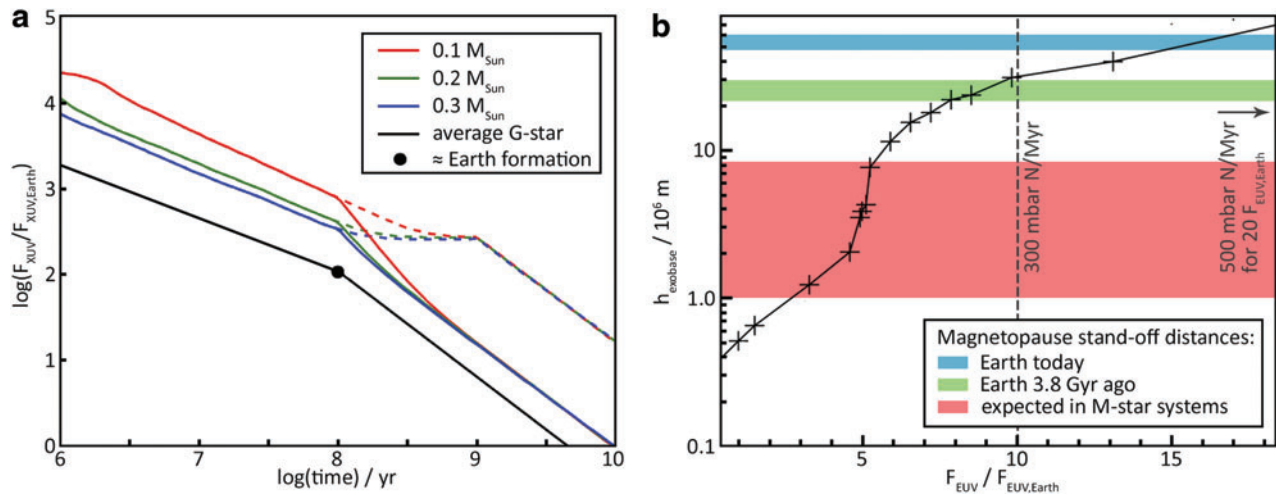 a
5
4
3
2
1
0
log(F_XUV/F_XUV,Earth)
0.1 M_Sun
0.2 M_Sun
0.3 M_Sun
average G-star
≈ Earth formation
6
7
8
9
10
log(time) / yr
b
10
1.0
0.1
h_exobase / 10^6 m
300 mbar N/Myr
500 mbar N/Myr
for 20 F_EUV,Earth
Magnetopause stand-off distances:
Earth today
Earth 3.8 Gyr ago
expected in M-star systems
5
10
15
F_EUV / F_EUV,Earth